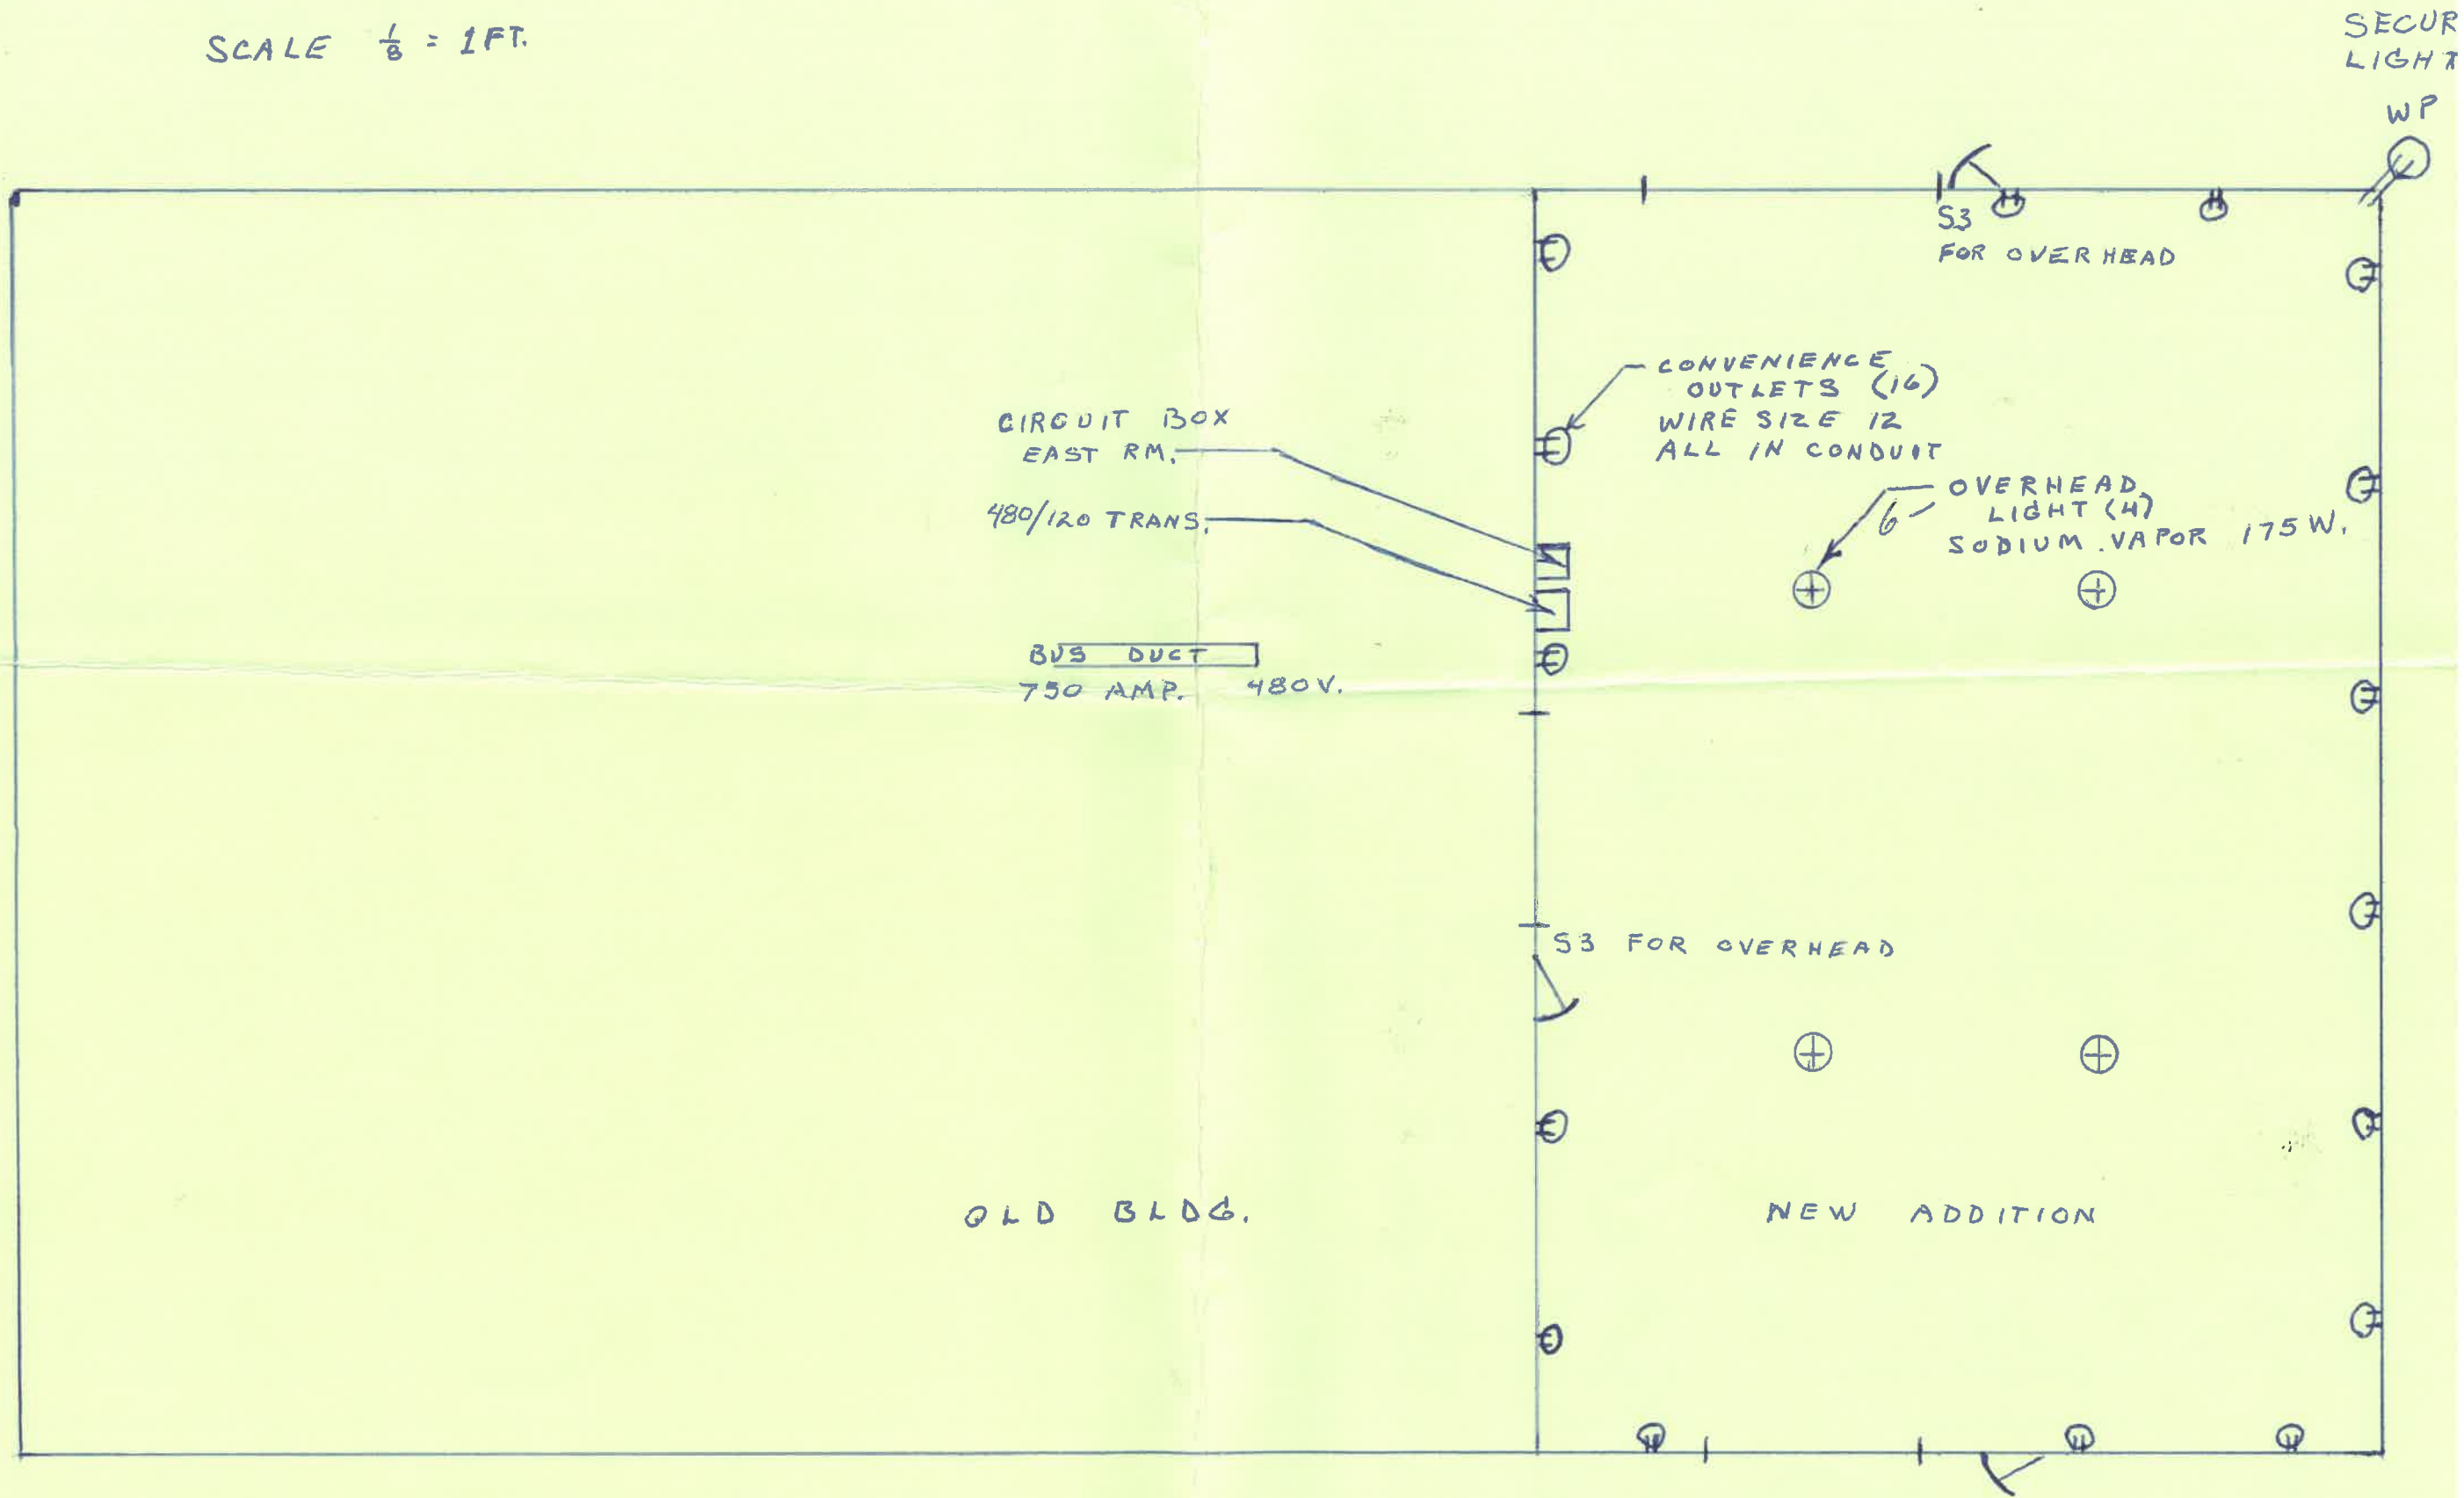 SCALE 1/8 = 1FT.
SECUR
LIGHT
WP
S3
FOR OVERHEAD
CONVENIENCE
OUTLETS (16)
WIRE SIZE 12
ALL IN CONDUIT
CIRCUIT BOX
EAST RM.
480/120 TRANS.
OVERHEAD
6 LIGHT (4)
SODIUM VAPOR 175W.
BUS DUCT
750 AMP. 480V.
S3 FOR OVERHEAD
OLD BLDG.
NEW ADDITION